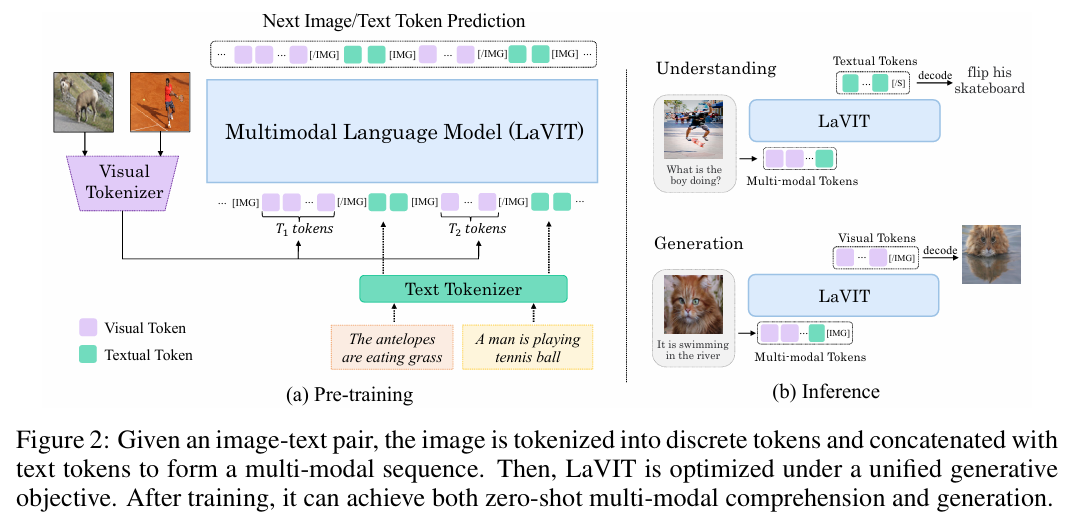 Next Image/Text Token Prediction
... ... [/IMG] [IMG] ... [/IMG] [IMG] ...
Multimodal Language Model (LaVIT)
Visual
Tokenizer
... [IMG] ... [/IMG] [IMG] ... [/IMG] ...
T₁ tokens
T₂ tokens
Text Tokenizer
Visual Token
Textual Token
The antelopes
are eating grass
A man is playing
tennis ball
(a) Pre-training
Understanding
Textual Tokens
... [/S]
decode
flip his
skateboard
LaVIT
What is the
boy doing?
...
Multi-modal Tokens
Generation
Visual Tokens
... [/IMG]
decode
LaVIT
It is swimming
in the river
... [IMG]
Multi-modal Tokens
(b) Inference
Figure 2: Given an image-text pair, the image is tokenized into discrete tokens and concatenated with
text tokens to form a multi-modal sequence. Then, LaVIT is optimized under a unified generative
objective. After training, it can achieve both zero-shot multi-modal comprehension and generation.